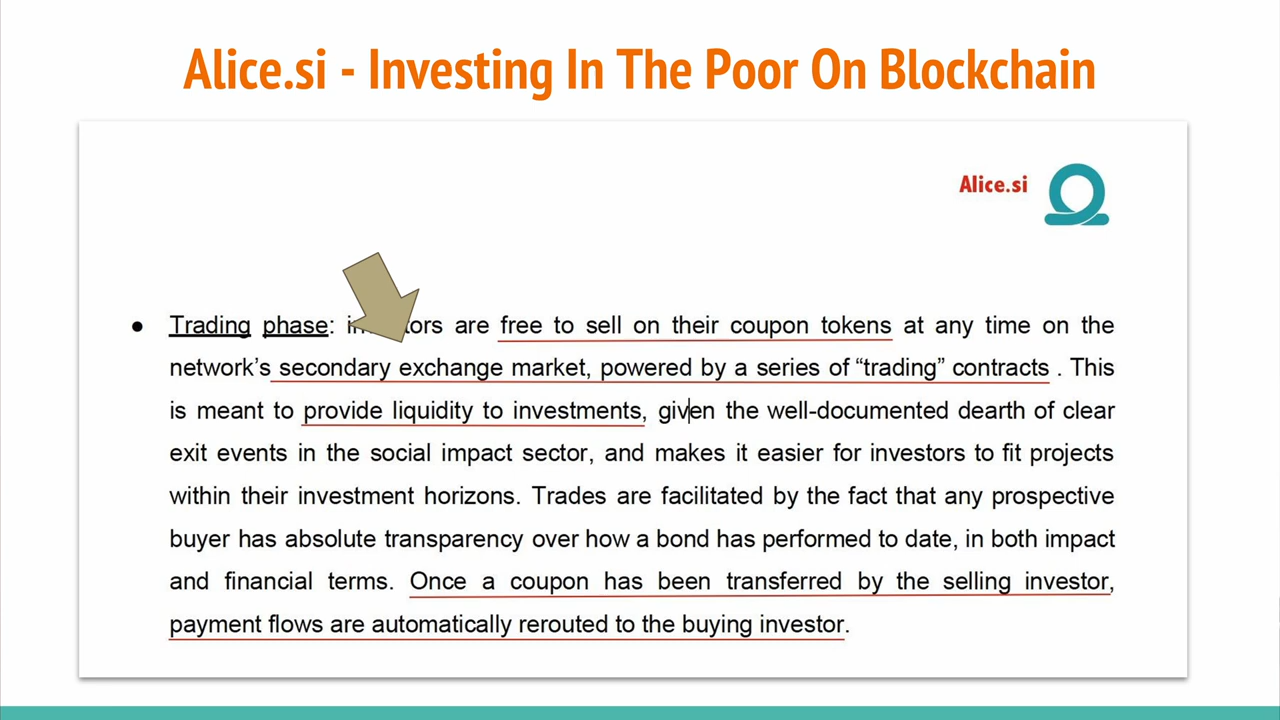 Alice.si - Investing In The Poor On Blockchain
Alice.si
● Trading phase: in tors are free to sell on their coupon tokens at any time on the
network’s secondary exchange market, powered by a series of “trading” contracts . This
is meant to provide liquidity to investments, given the well-documented dearth of clear
exit events in the social impact sector, and makes it easier for investors to fit projects
within their investment horizons. Trades are facilitated by the fact that any prospective
buyer has absolute transparency over how a bond has performed to date, in both impact
and financial terms. Once a coupon has been transferred by the selling investor,
payment flows are automatically rerouted to the buying investor.